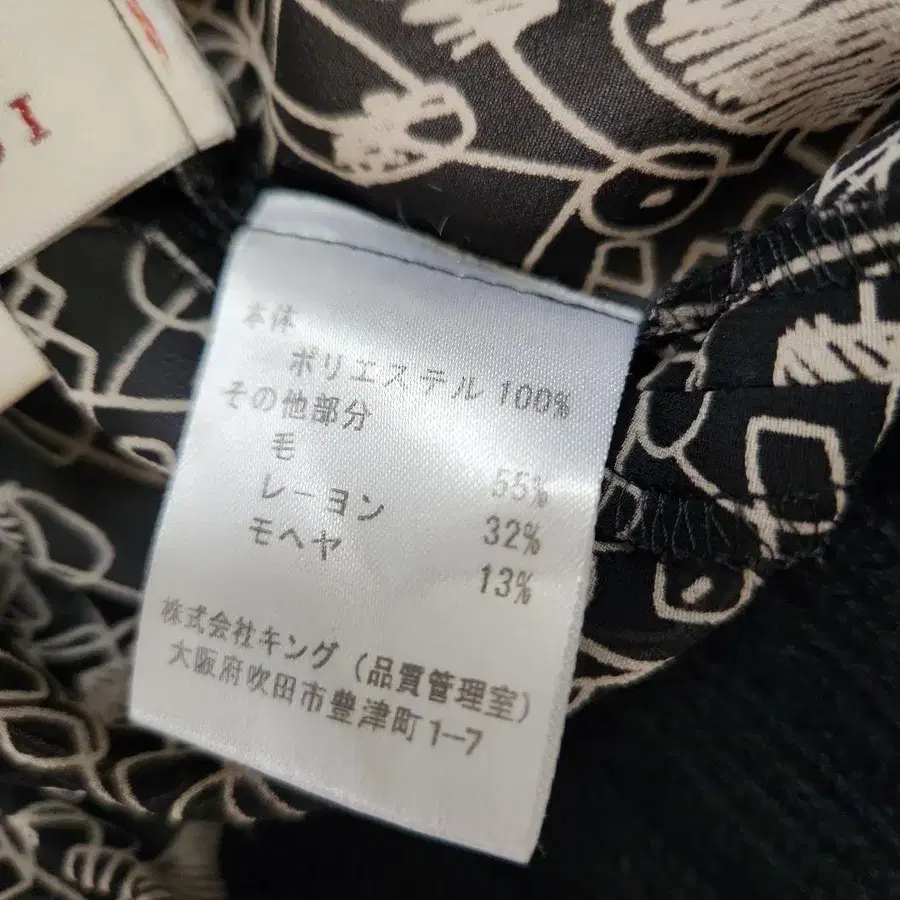 本体
ポリエステル 100%
その他部分
毛 55%
レーヨン 32%
モヘヤ 13%
株式会社キング（品質管理室）
大阪府吹田市豊津町1-7